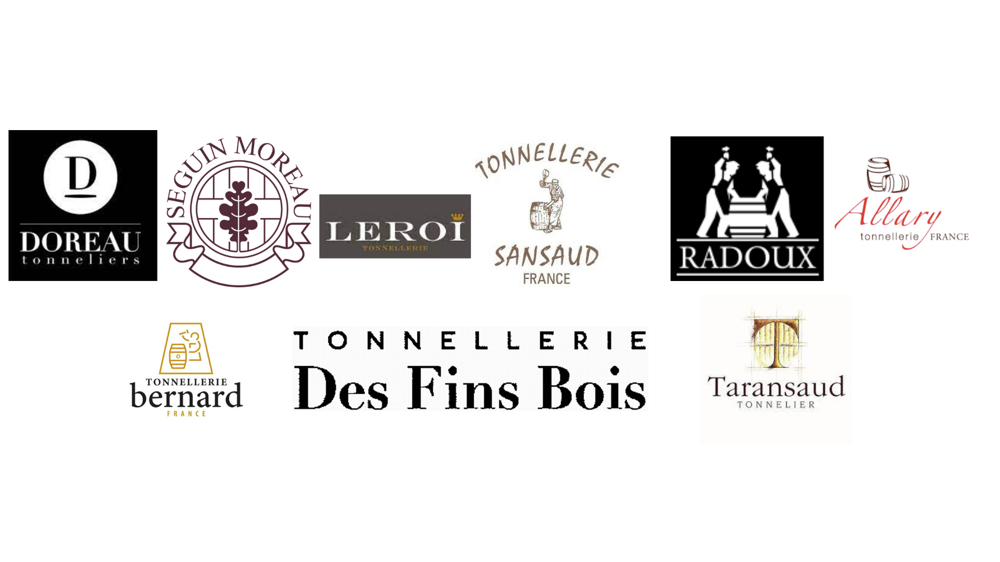 D
DOREAU
tonneliers
SEGUIN MOREAU
LEROI
TONNELLERIE
TONNELLERIE
SANSAUD
FRANCE
RADOUX
Allary
tonnellerie FRANCE
TONNELLERIE
bernard
FRANCE
TONNELLERIE
Des Fins Bois
T
Taransaud
TONNELIER